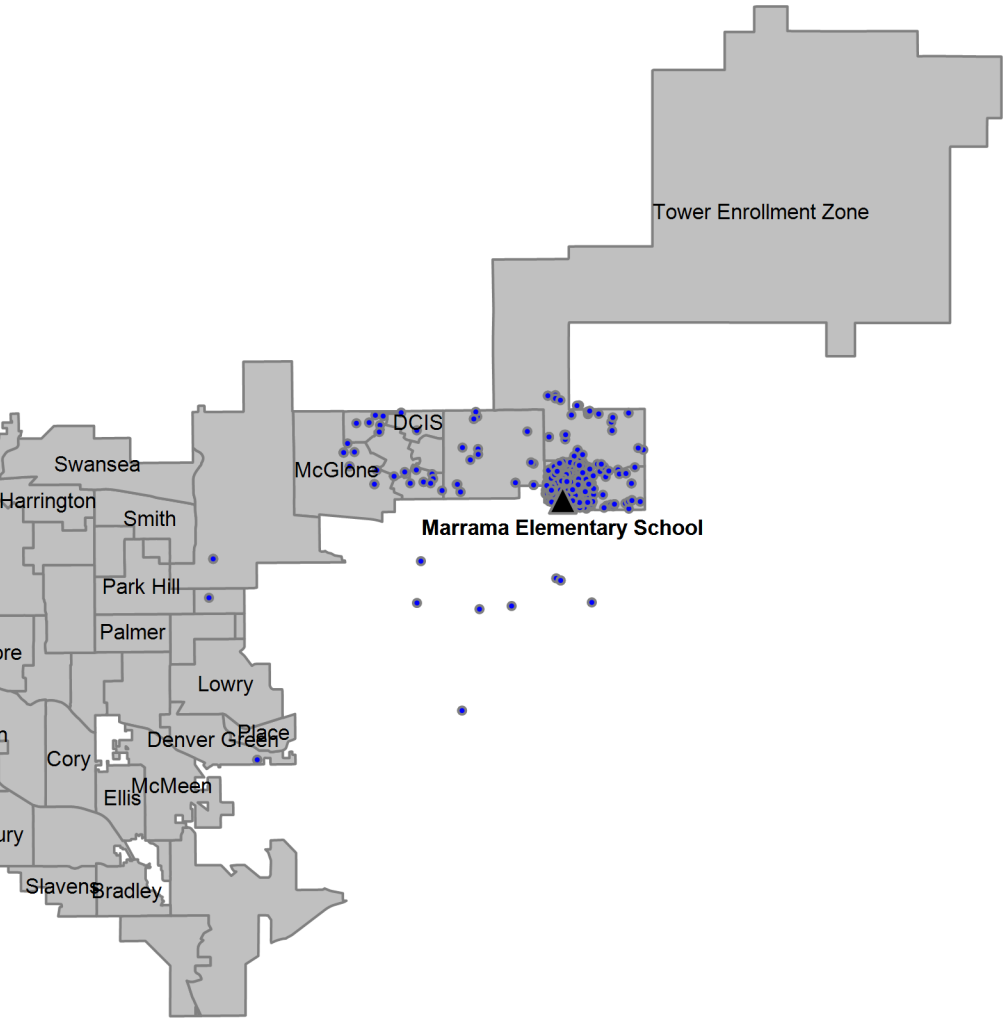 Tower Enrollment Zone
DCIS
Swansea
McGlone
Harrington
Smith
Marrama Elementary School
Park Hill
Palmer
ore
Lowry
n
Place
Denver Green
Cory
McMeen
Ellis
ury
Slavens
Bradley